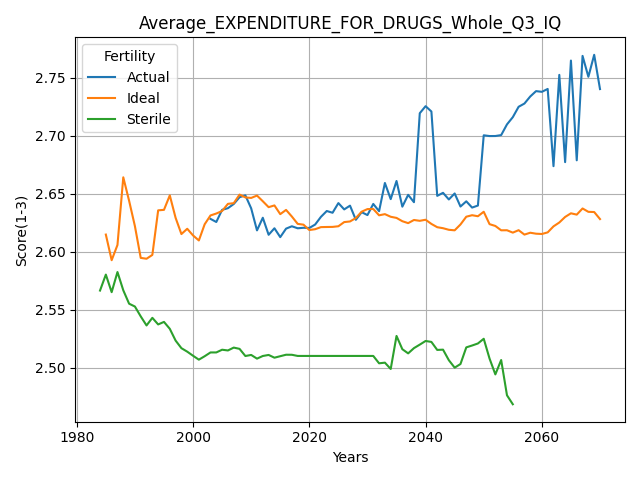 Average_EXPENDITURE_FOR_DRUGS_Whole_Q3_IQ
Fertility
Actual
Ideal
Sterile
2.75
2.70
2.65
2.60
2.55
2.50
Score(1-3)
1980
2000
2020
2040
2060
Years